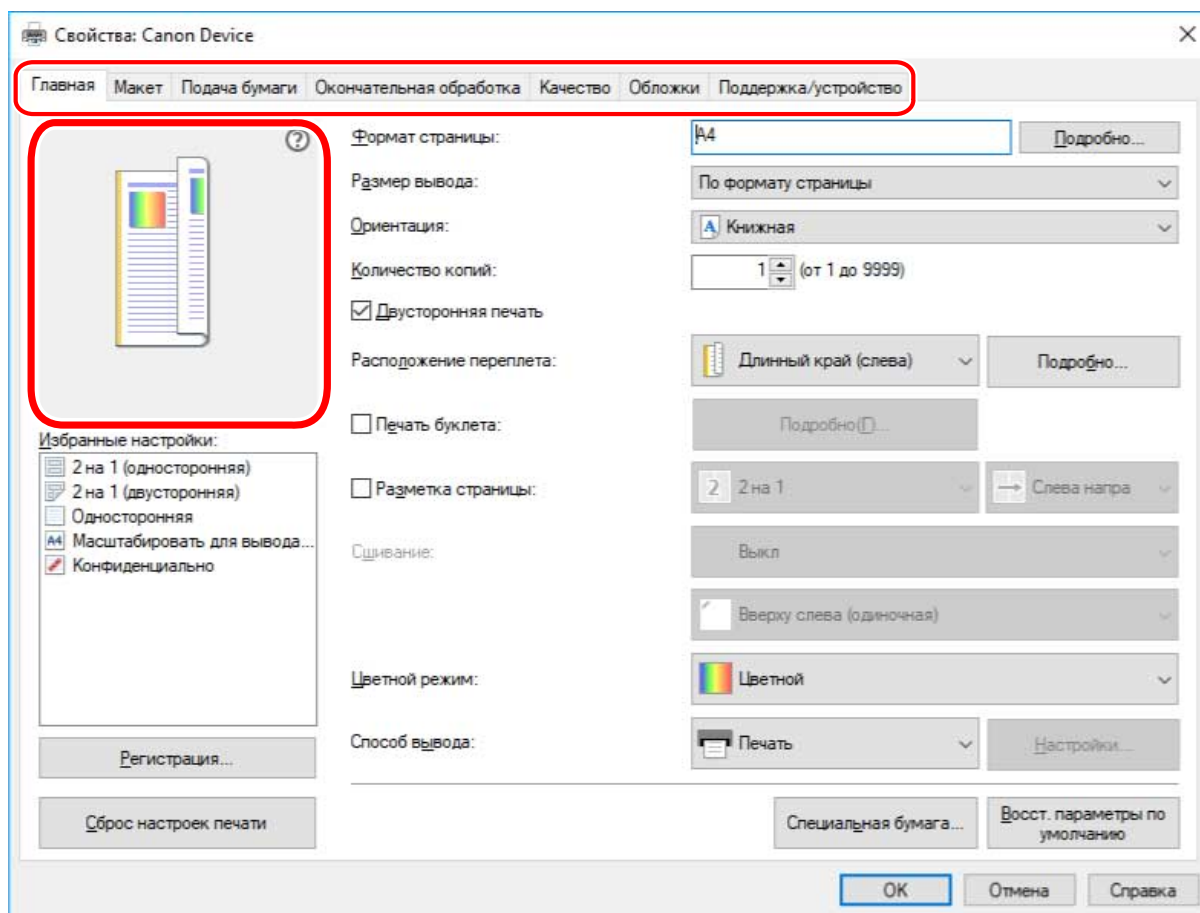 Свойства: Canon Device
Главная Макет Подача бумаги Окончательная обработка Качество Обложки Поддержка/устройство
Формат страницы: A4 Подробно...
Размер вывода: По формату страницы
Ориентация: A Книжная
Количество копий: 1 (от 1 до 9999)
Двусторонняя печать
Расположение переплета: Длинный край (слева) Подробно...
Печать буклета: Подробно(П)...
Избранные настройки:
2 на 1 (односторонняя)
2 на 1 (двусторонняя)
Односторонняя
A4 Масштабировать для вывода...
Конфиденциально
Разметка страницы: 2 2 на 1 Слева напра
Сшивание: Выкл
Вверху слева (одиночная)
Цветной режим: Цветной
Способ вывода: Печать Настройки...
Регистрация...
Сброс настроек печати
Специальная бумага...
Восст. параметры по
умолчанию
OK Отмена Справка